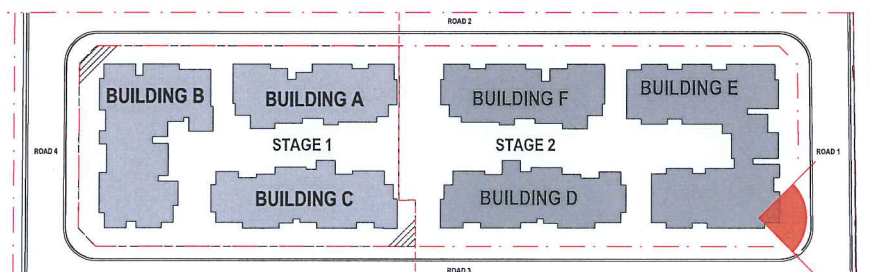 ROAD 2
BUILDING B
BUILDING A
BUILDING F
BUILDING E
ROAD 4
STAGE 1
STAGE 2
ROAD 1
BUILDING C
BUILDING D
ROAD 3